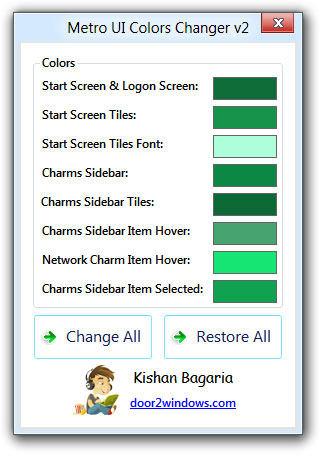 Metro UI Colors Changer v2
Colors
Start Screen & Logon Screen:
Start Screen Tiles:
Start Screen Tiles Font:
Charms Sidebar:
Charms Sidebar Tiles:
Charms Sidebar Item Hover:
Network Charm Item Hover:
Charms Sidebar Item Selected:
Change All
Restore All
Kishan Bagaria
door2windows.com